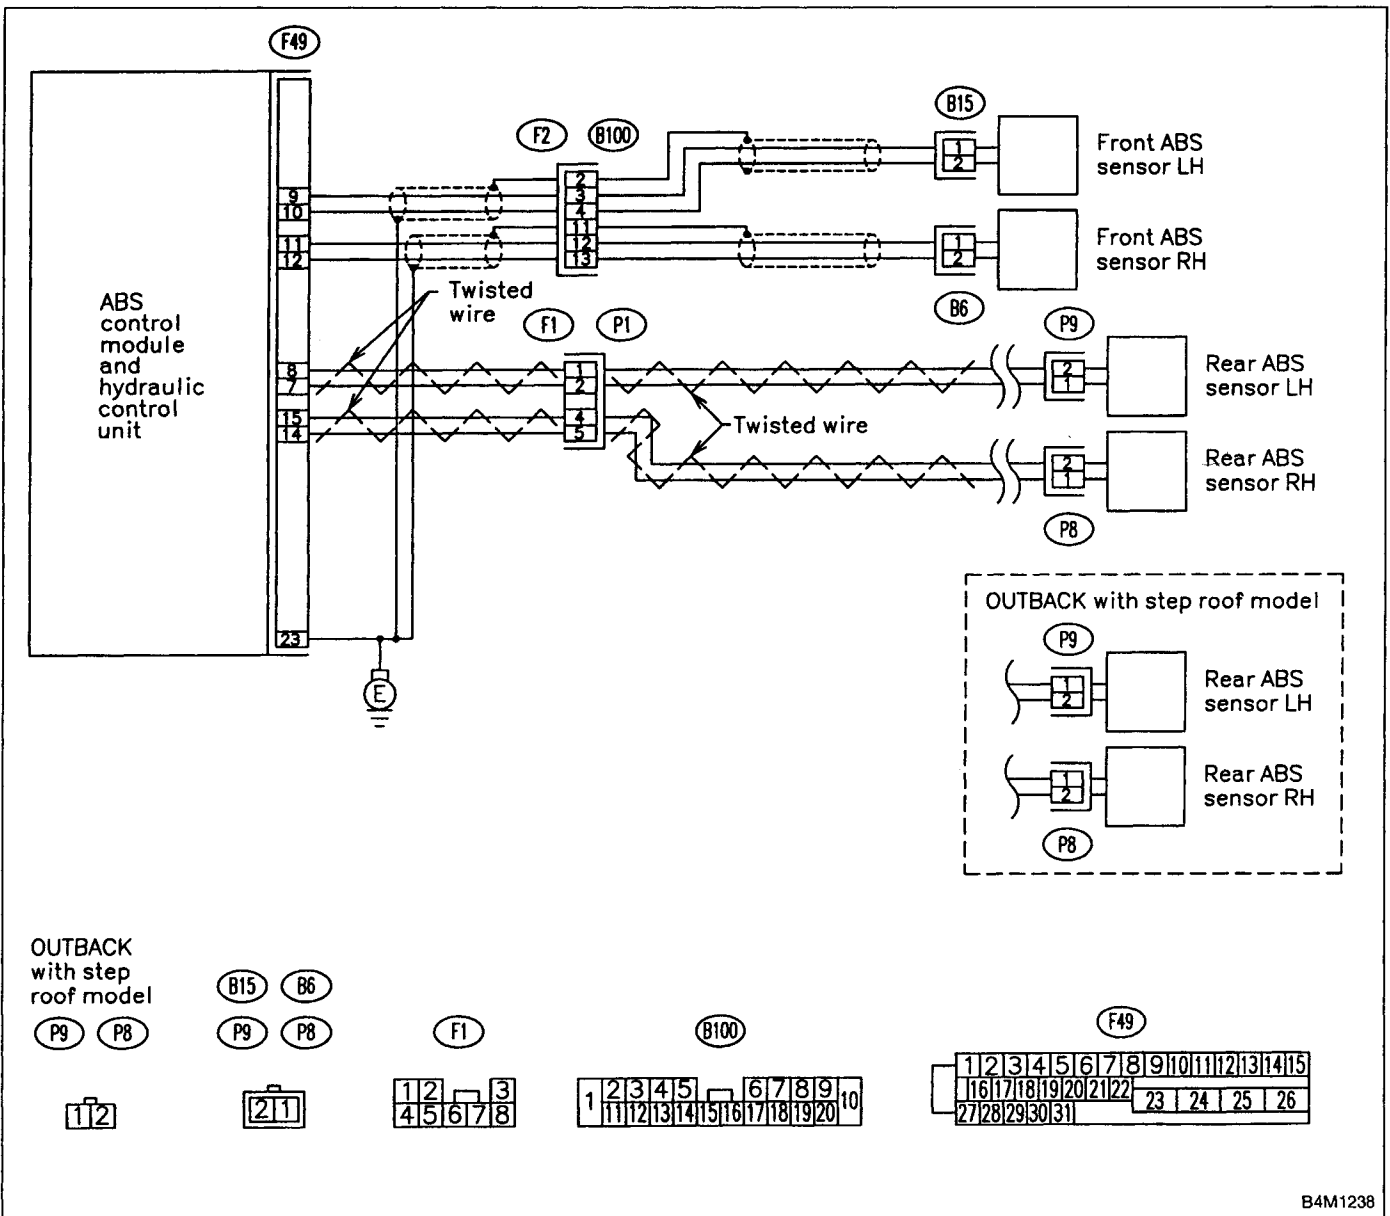 F49
B15
F2 B100
1
2
Front ABS
sensor LH
2
3
4
11
12
13
9
10
11
12
1
2
Front ABS
sensor RH
B6
ABS
control
module
and
hydraulic
control
unit
Twisted
wire
F1 P1
P9
8
7
1
2
2
1
Rear ABS
sensor LH
15
14
4
5
Twisted wire
2
1
Rear ABS
sensor RH
P8
23
E
OUTBACK with step roof model
P9
1
2
Rear ABS
sensor LH
1
2
Rear ABS
sensor RH
P8
OUTBACK
with step
roof model
P9 P8
1 2
B15 B6
P9 P8
2 1
F1
1 2 3
4 5 6 7 8
B100
1 2 3 4 5 6 7 8 9 10
11 12 13 14 15 16 17 18 19 20
F49
1 2 3 4 5 6 7 8 9 10 11 12 13 14 15
16 17 18 19 20 21 22
23 24 25 26
27 28 29 30 31
B4M1238